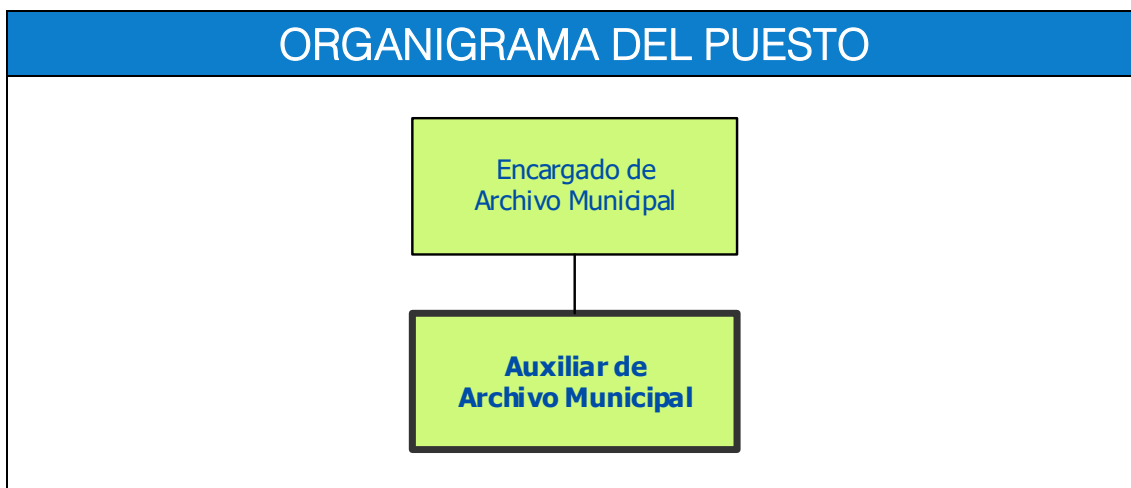 ORGANIGRAMA DEL PUESTO
Encargado de
Archivo Municipal
Auxiliar de
Archivo Municipal